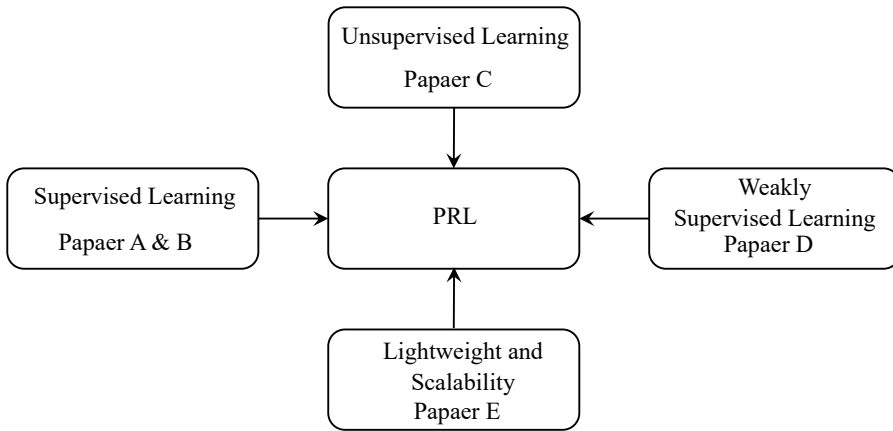 Unsupervised Learning
Papaer C
Supervised Learning
Papaer A & B
PRL
Weakly
Supervised Learning
Papaer D
Lightweight and
Scalability
Papaer E